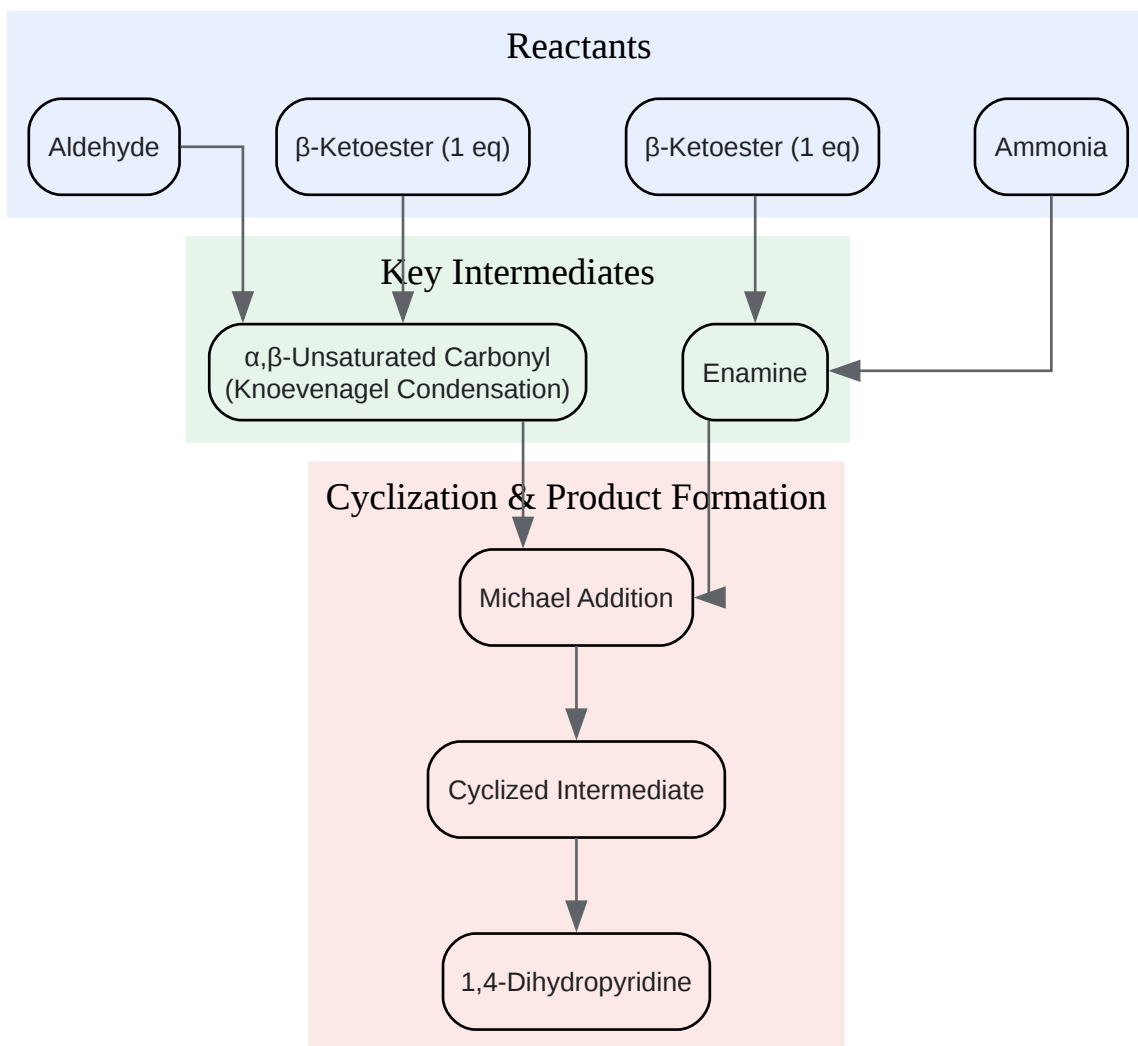 Reactants
Aldehyde
β-Ketoester (1 eq)
β-Ketoester (1 eq)
Ammonia
Key Intermediates
α,β-Unsaturated Carbonyl
(Knoevenagel Condensation)
Enamine
Cyclization & Product Formation
Michael Addition
Cyclized Intermediate
1,4-Dihydropyridine